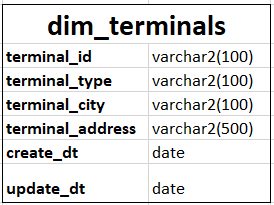 dim_terminals
terminal_id varchar2(100)
terminal_type varchar2(100)
terminal_city varchar2(100)
terminal_address varchar2(500)
create_dt date
update_dt date